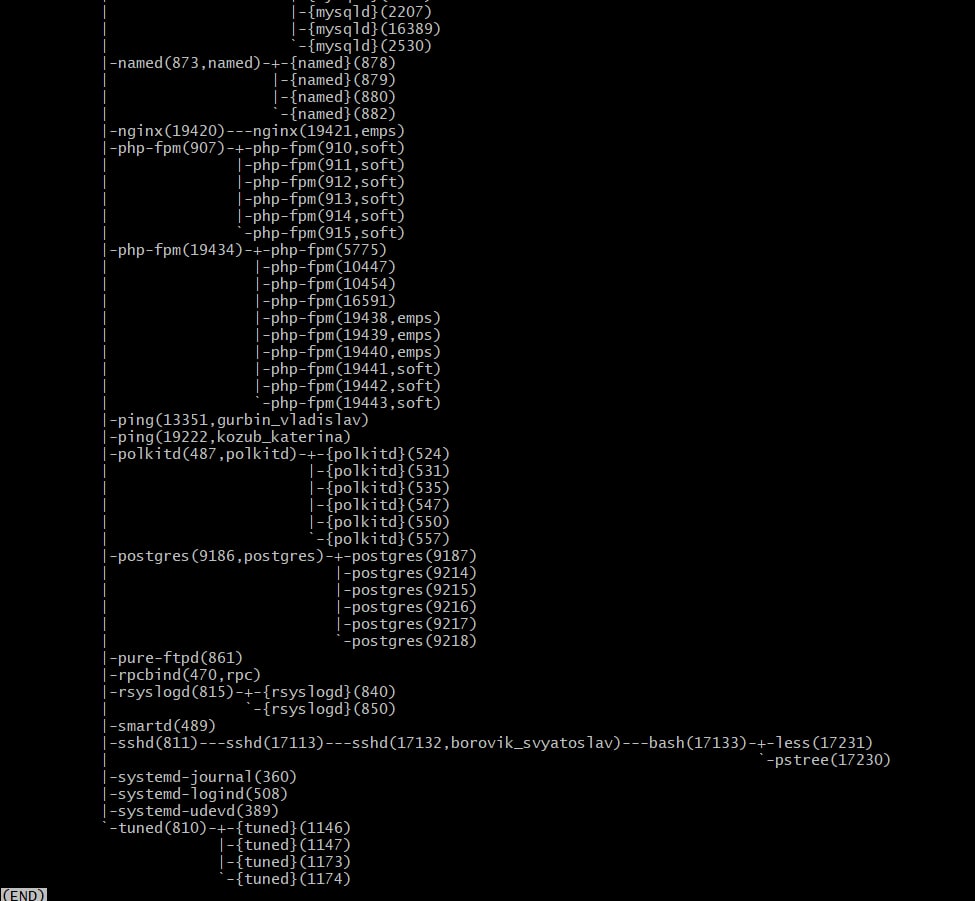 |                    |-{mysqld}(2207)
|                    |-{mysqld}(16389)
|                    `-{mysqld}(2530)
|-named(873,named)-+-{named}(878)
|                  |-{named}(879)
|                  |-{named}(880)
|                  `-{named}(882)
|-nginx(19420)---nginx(19421,emps)
|-php-fpm(907)-+-php-fpm(910,soft)
|              |-php-fpm(911,soft)
|              |-php-fpm(912,soft)
|              |-php-fpm(913,soft)
|              |-php-fpm(914,soft)
|              `-php-fpm(915,soft)
|-php-fpm(19434)-+-php-fpm(5775)
|                |-php-fpm(10447)
|                |-php-fpm(10454)
|                |-php-fpm(16591)
|                |-php-fpm(19438,emps)
|                |-php-fpm(19439,emps)
|                |-php-fpm(19440,emps)
|                |-php-fpm(19441,soft)
|                |-php-fpm(19442,soft)
|                `-php-fpm(19443,soft)
|-ping(13351,gurbin_vladislav)
|-ping(19222,kozub_katerina)
|-polkitd(487,polkitd)-+-{polkitd}(524)
|                      |-{polkitd}(531)
|                      |-{polkitd}(535)
|                      |-{polkitd}(547)
|                      |-{polkitd}(550)
|                      `-{polkitd}(557)
|-postgres(9186,postgres)-+-postgres(9187)
|                         |-postgres(9214)
|                         |-postgres(9215)
|                         |-postgres(9216)
|                         |-postgres(9217)
|                         `-postgres(9218)
|-pure-ftpd(861)
|-rpcbind(470,rpc)
|-rsyslogd(815)-+-{rsyslogd}(840)
|               `-{rsyslogd}(850)
|-smartd(489)
|-sshd(811)---sshd(17113)---sshd(17132,borovik_svyatoslav)---bash(17133)-+-less(17231)
|                                                                        `-pstree(17230)
|-systemd-journal(360)
|-systemd-logind(508)
|-systemd-udevd(389)
`-tuned(810)-+-{tuned}(1146)
             |-{tuned}(1147)
             |-{tuned}(1173)
             `-{tuned}(1174)
(END)